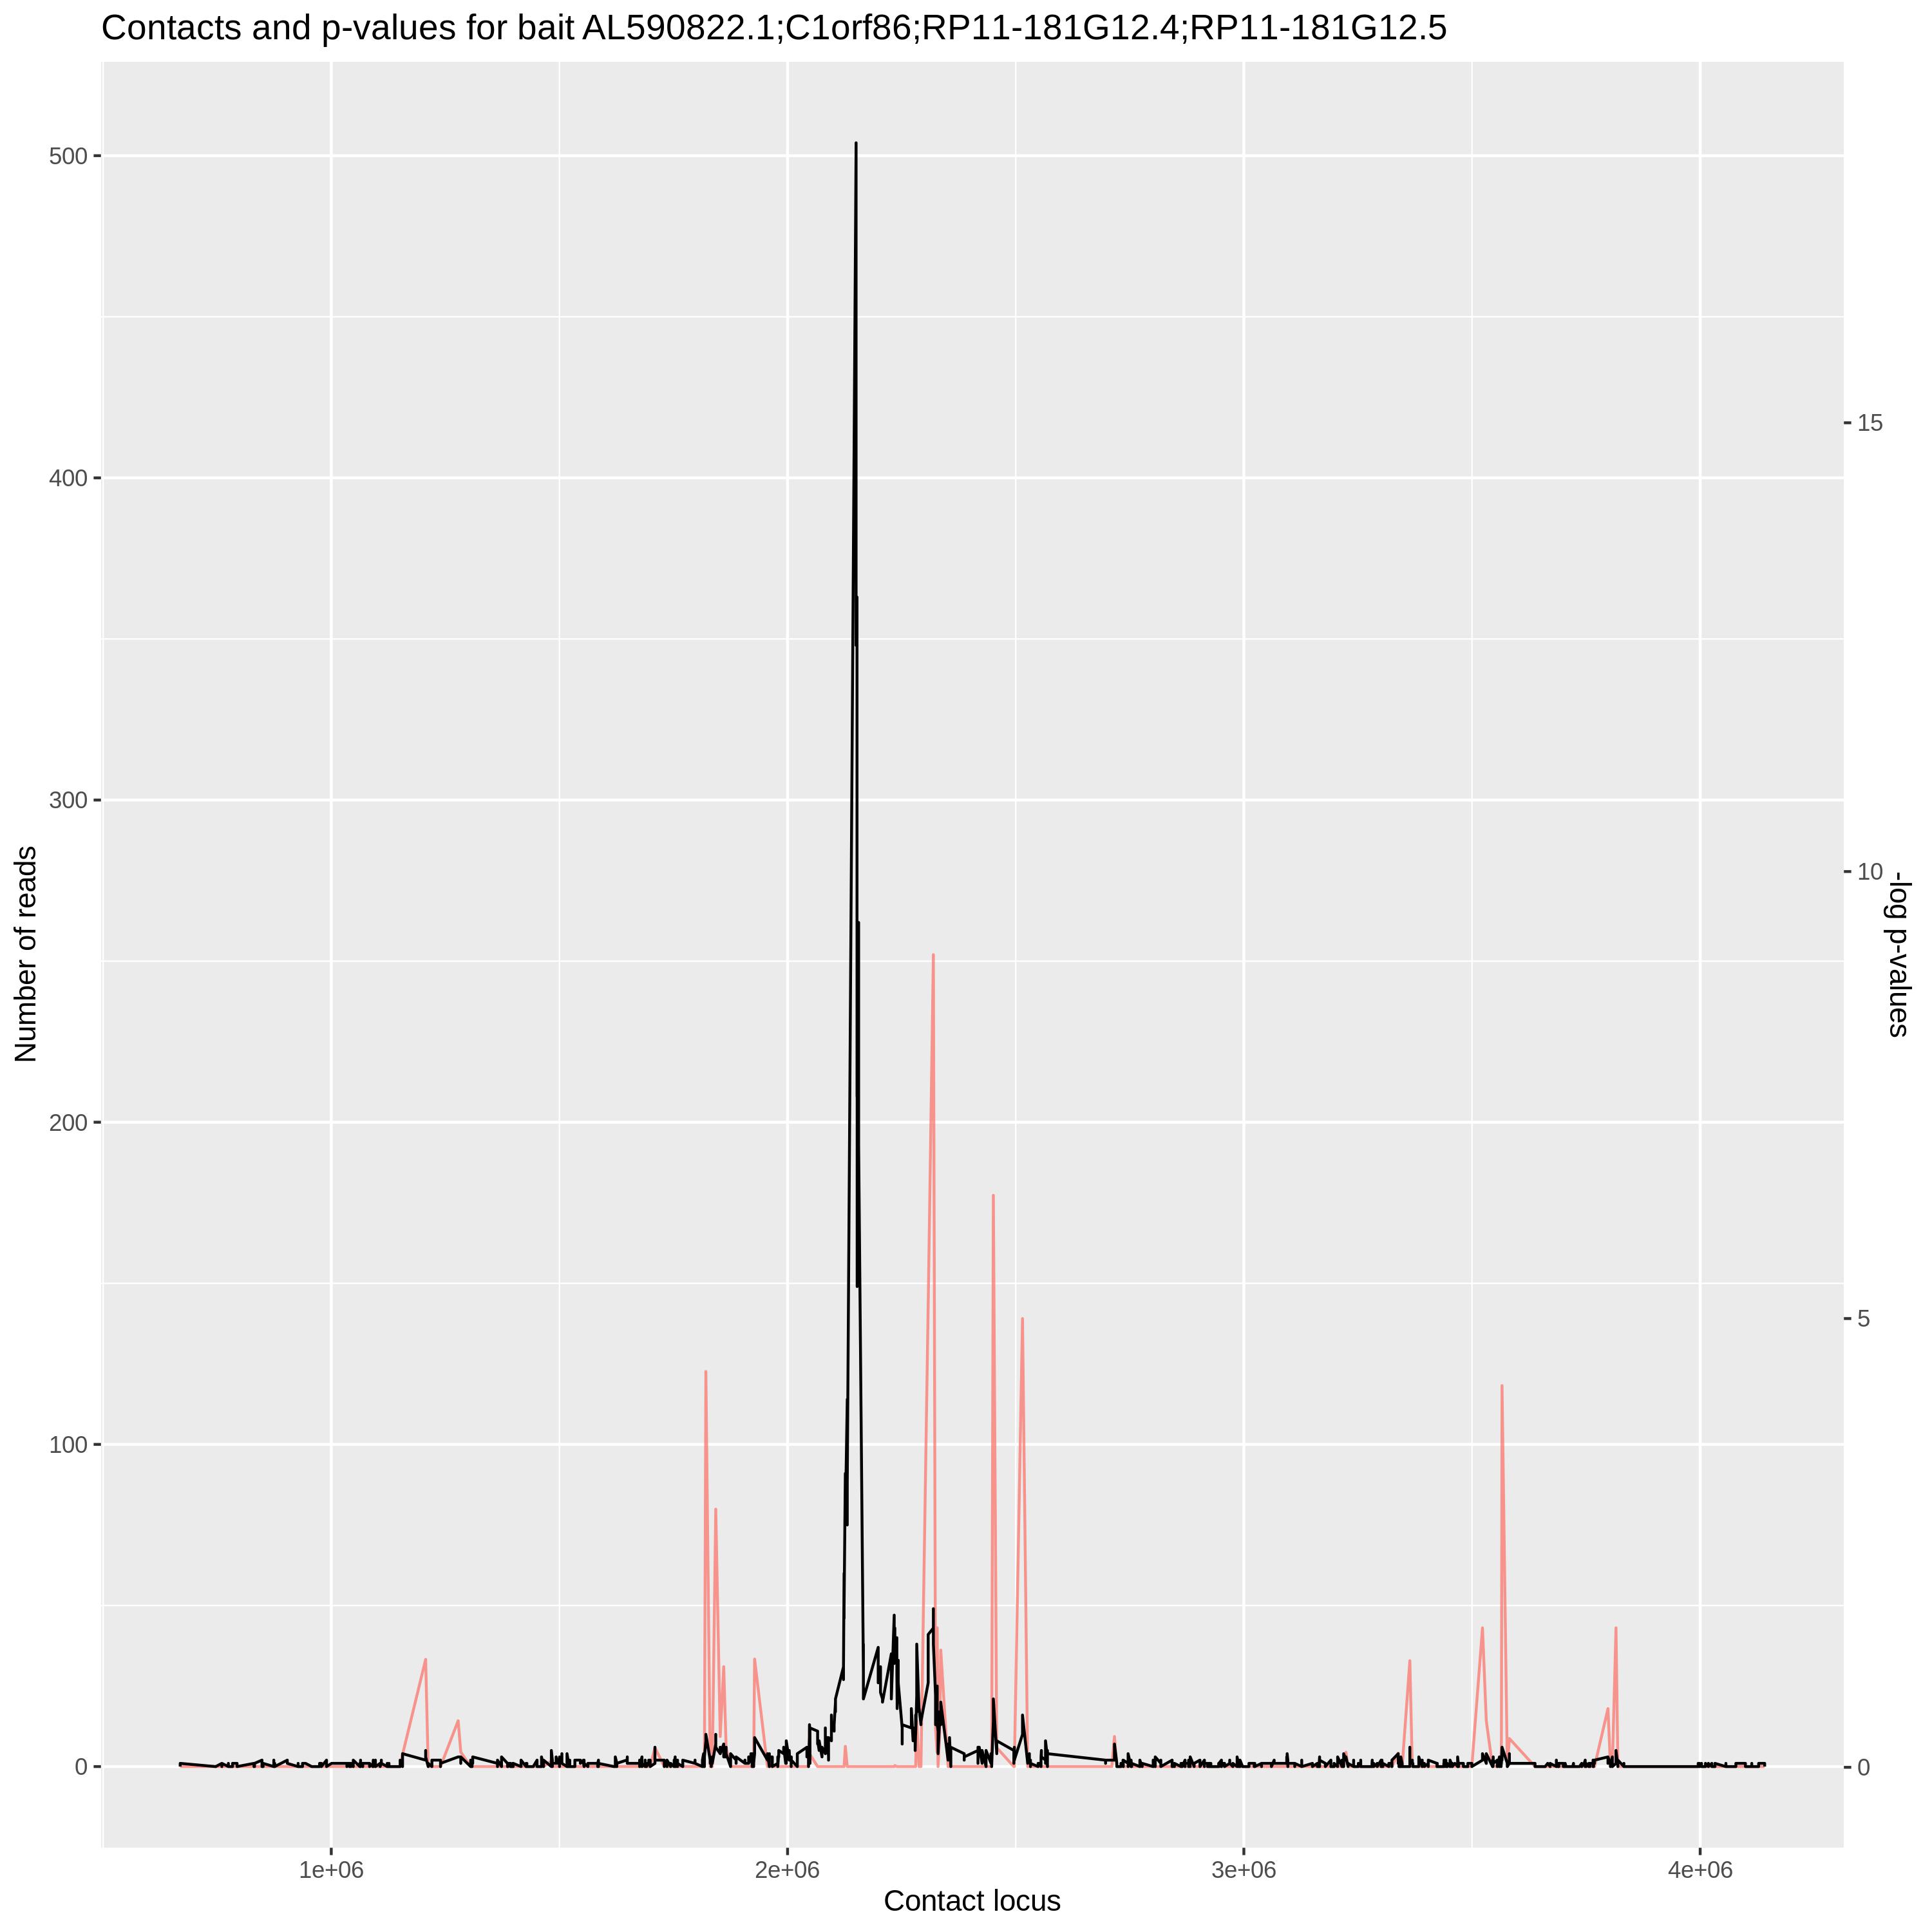 Contacts and p-values for bait AL590822.1;C1orf86;RP11-181G12.4;RP11-181G12.5
500
400
300
200
100
0
Number of reads
15
10
5
0
-log p-values
1e+06
2e+06
3e+06
4e+06
Contact locus